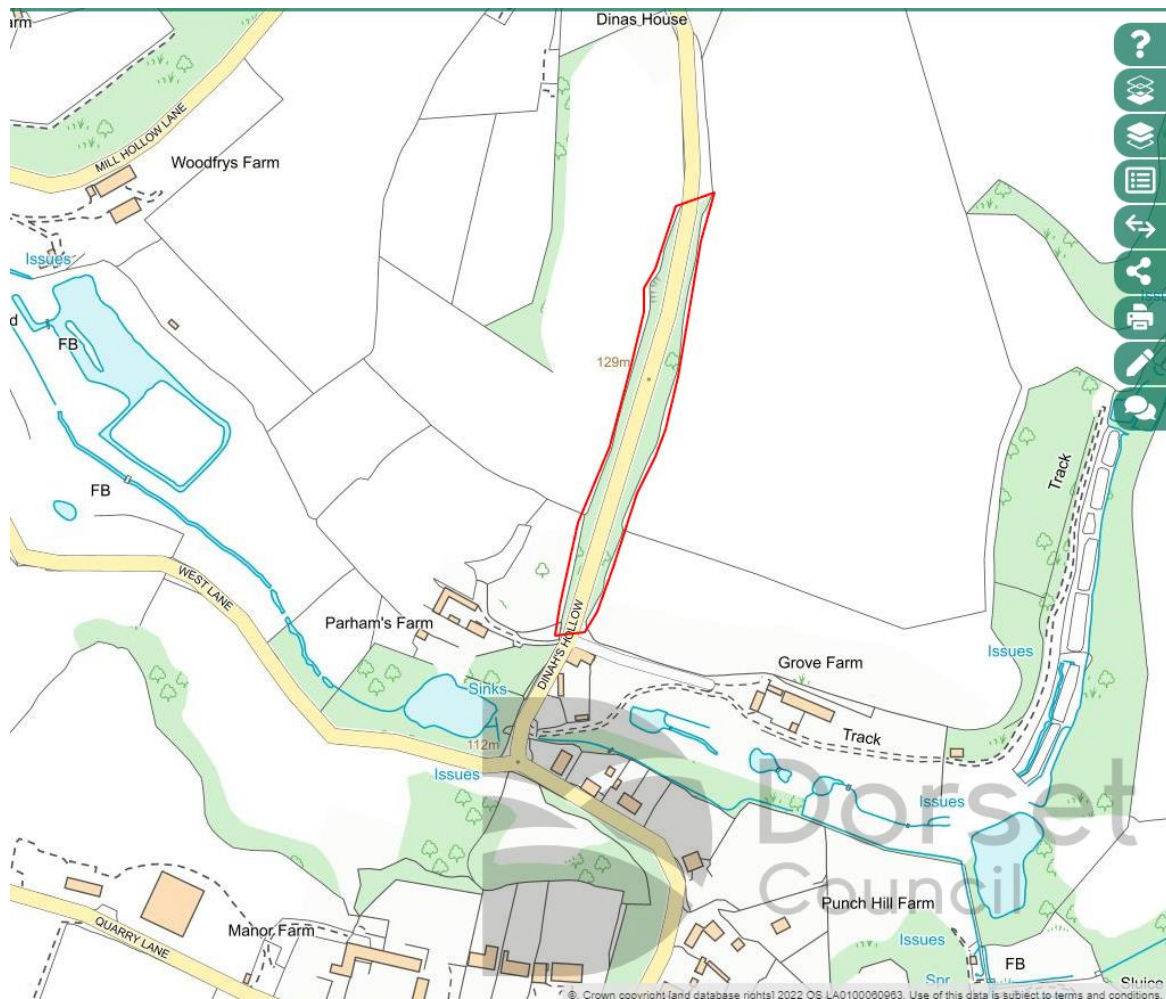 arm
Dinas House
?
MILL HOLLOW LANE
Woodfrys Farm
Issues
d
FB
129m
FB
Track
WEST LANE
Parham's Farm
DINAH'S HOLLOW
Issues
Grove Farm
Sinks
Track
112m
Issues
Issues
Dorset
Council
Punch Hill Farm
Manor Farm
QUARRY LANE
Issues
FB
Spr
Sluice
©. Crown copyright [and database rights] 2022 OS LA0100060963. Use of this data is subject to terms and conditions